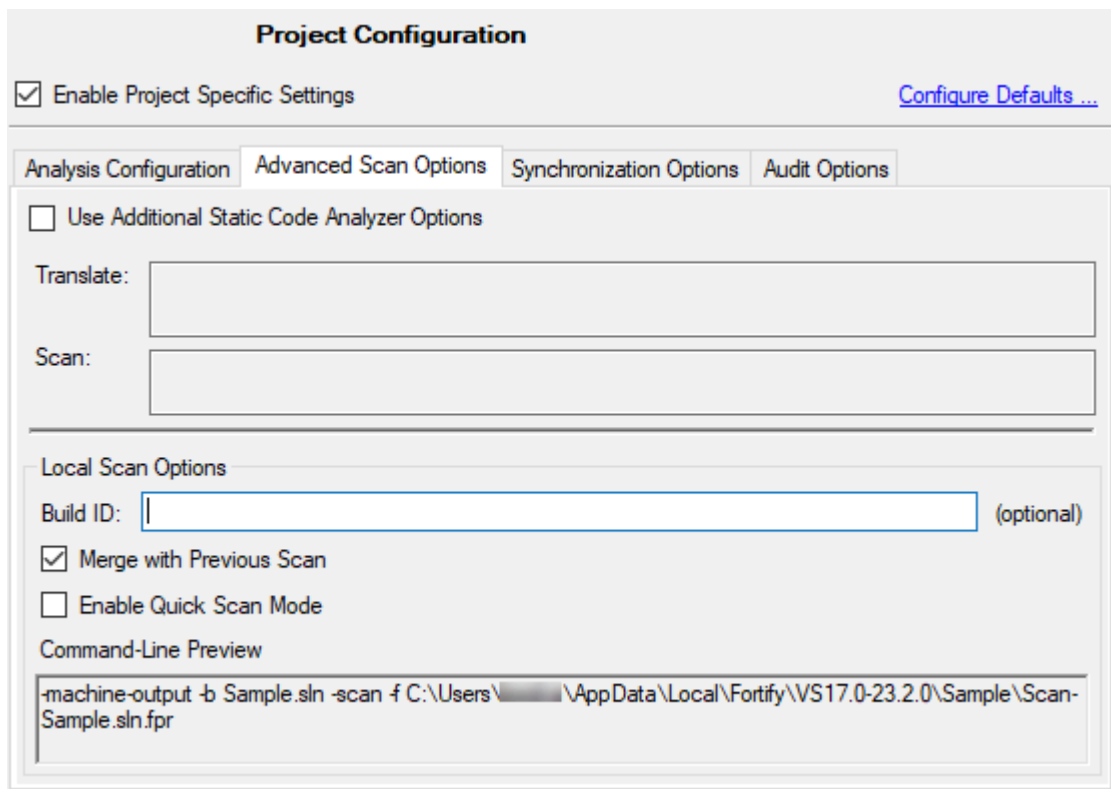 Project Configuration
Enable Project Specific Settings
Configure Defaults ...
Analysis Configuration
Advanced Scan Options
Synchronization Options
Audit Options
Use Additional Static Code Analyzer Options
Translate:
Scan:
Local Scan Options
Build ID:
(optional)
Merge with Previous Scan
Enable Quick Scan Mode
Command-Line Preview
-machine-output -b Sample.sln -scan -f C:\Users\ \AppData\Local\Fortify\VS17.0-23.2.0\Sample\Scan-
Sample.sln.fpr